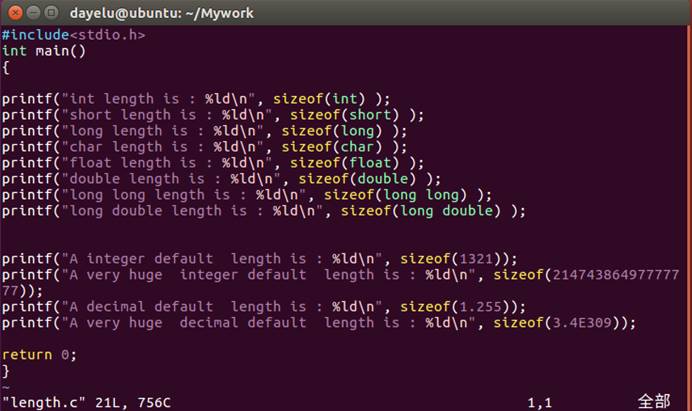 dayelu@ubuntu: ~/Mywork
#include<stdio.h>
int main()
{
printf("int length is : %ld\n", sizeof(int) );
printf("short length is : %ld\n", sizeof(short) );
printf("long length is : %ld\n", sizeof(long) );
printf("char length is : %ld\n", sizeof(char) );
printf("float length is : %ld\n", sizeof(float) );
printf("double length is : %ld\n", sizeof(double) );
printf("long long length is : %ld\n", sizeof(long long) );
printf("long double length is : %ld\n", sizeof(long double) );
printf("A integer default  length is : %ld\n", sizeof(1321));
printf("A very huge  integer default  length is : %ld\n", sizeof(214743864977777
77));
printf("A decimal default  length is : %ld\n", sizeof(1.255));
printf("A very huge  decimal default  length is : %ld\n", sizeof(3.4E309));
return 0;
}
~
"length.c" 21L, 756C 1,1 全部